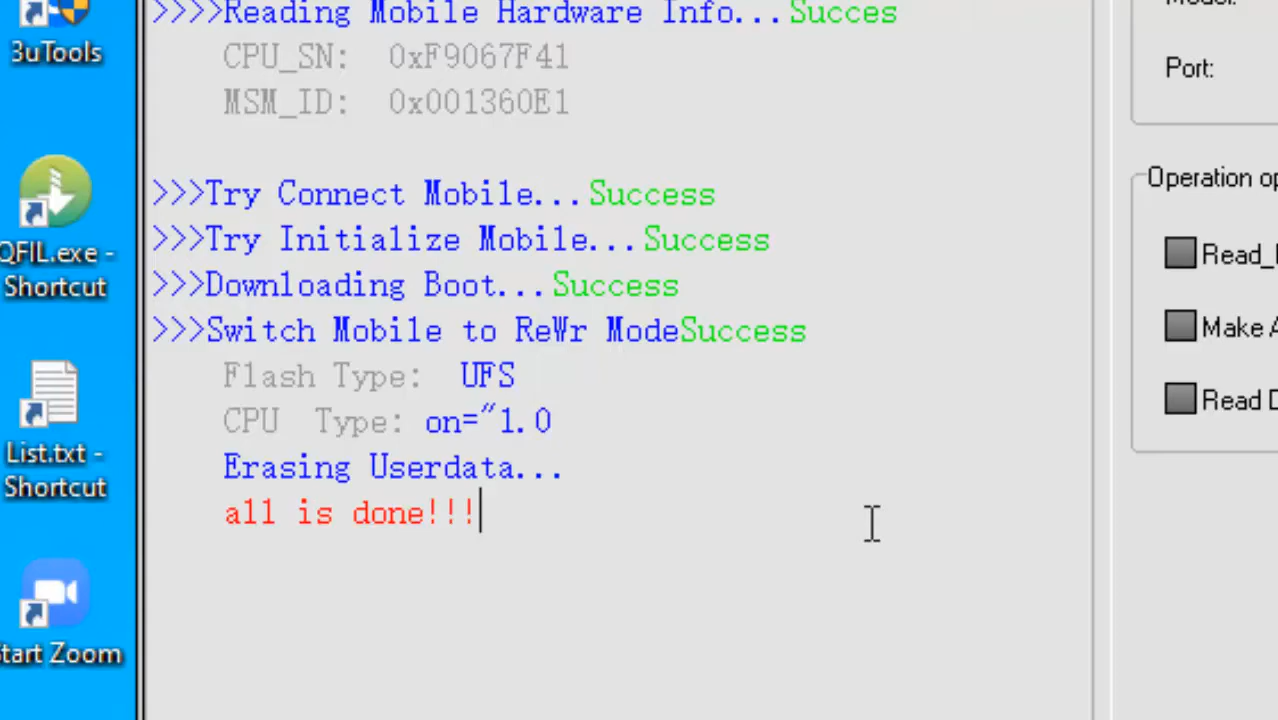 >>>>Reading Mobile Hardware Info...Succes
3uTools
CPU_SN: 0xF9067F41
Port:
MSM_ID: 0x001360E1
Operation
>>>Try Connect Mobile...Success
>>>Try Initialize Mobile...Success
Read_
QFIL.exe -
Shortcut
>>>Downloading Boot...Success
>>>Switch Mobile to ReWr ModeSuccess
Make
Flash Type: UFS
Read
CPU Type: on="1.0
List.txt -
Shortcut
Erasing Userdata...
all is done!!!
Start Zoom